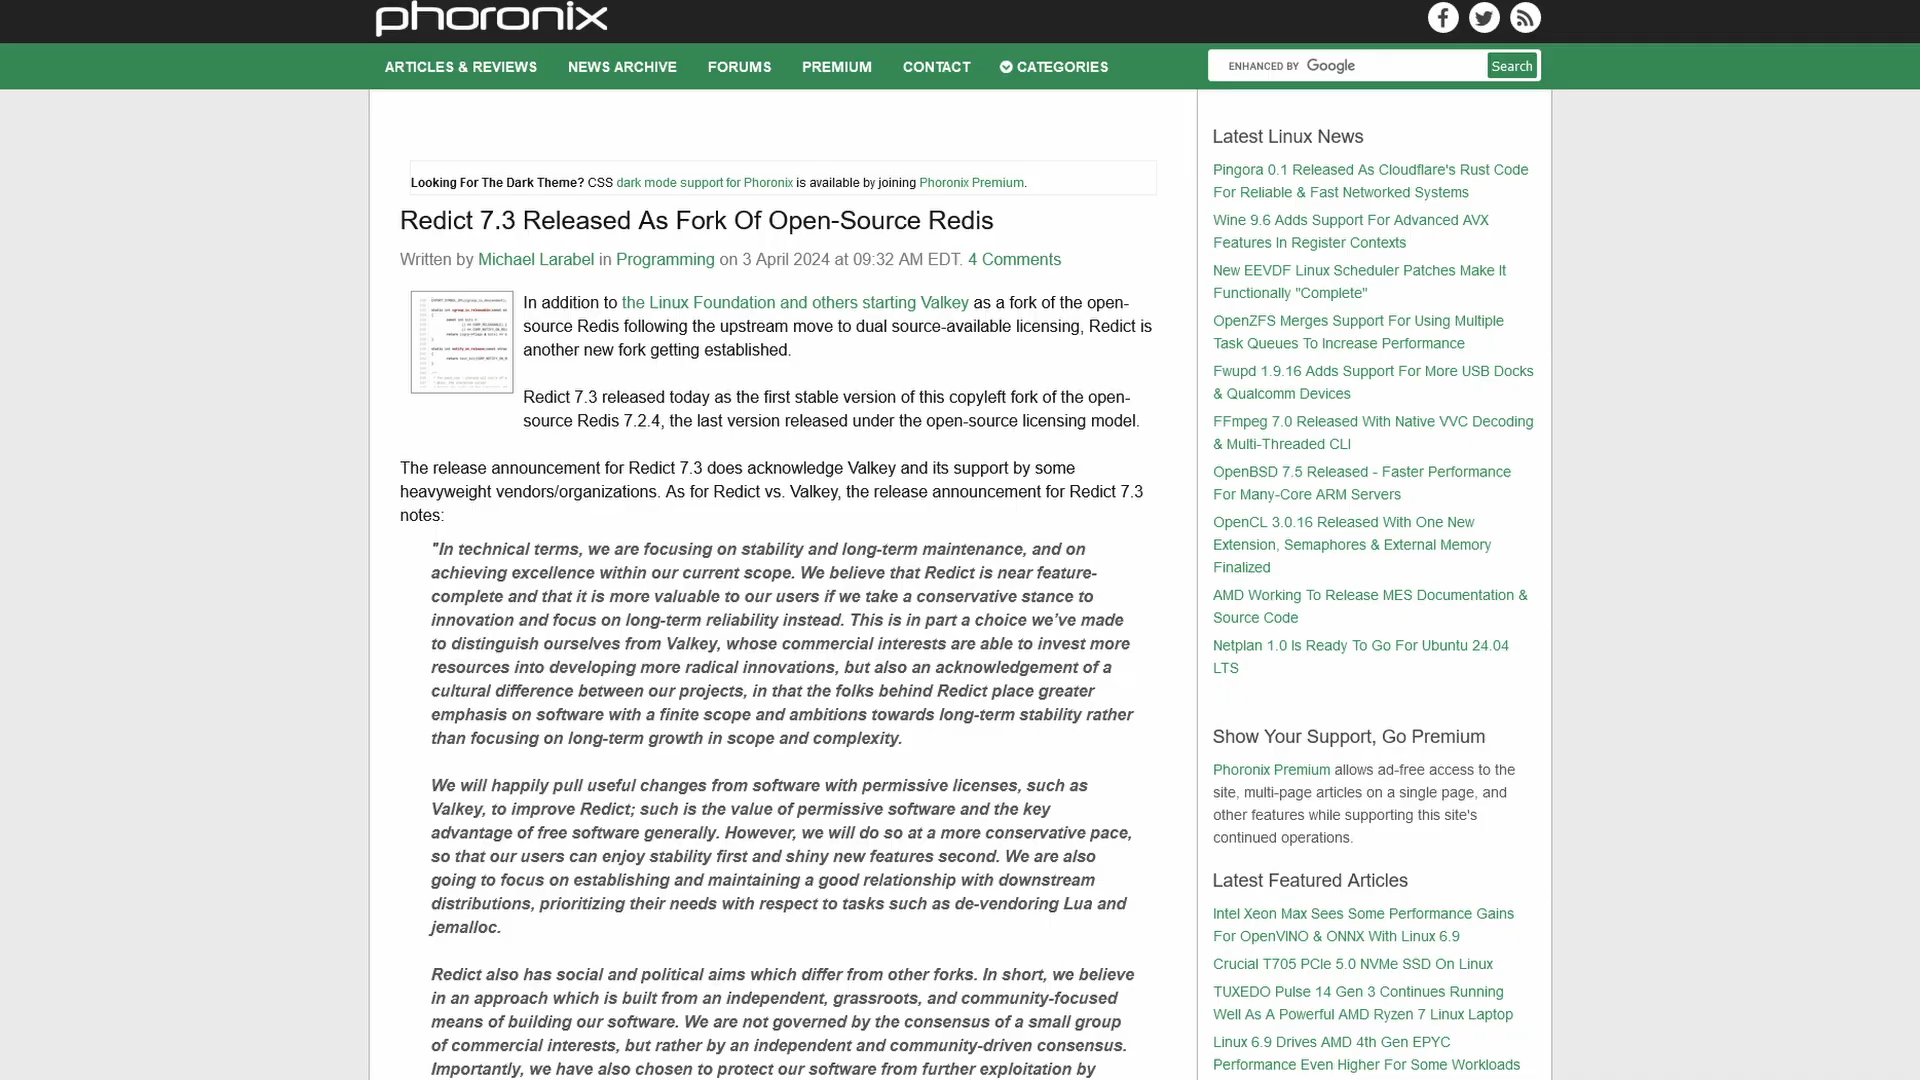 phoronix
ARTICLES & REVIEWS
NEWS ARCHIVE
FORUMS
PREMIUM
CONTACT
CATEGORIES
ENHANCED BY Google
Search
Looking For The Dark Theme? CSS dark mode support for Phoronix is available by joining Phoronix Premium.
Redict 7.3 Released As Fork Of Open-Source Redis
Written by Michael Larabel in Programming on 3 April 2024 at 09:32 AM EDT. 4 Comments
In addition to the Linux Foundation and others starting Valkey as a fork of the open-
source Redis following the upstream move to dual source-available licensing, Redict is
another new fork getting established.
Redict 7.3 released today as the first stable version of this copyleft fork of the open-
source Redis 7.2.4, the last version released under the open-source licensing model.
The release announcement for Redict 7.3 does acknowledge Valkey and its support by some
heavyweight vendors/organizations. As for Redict vs. Valkey, the release announcement for Redict 7.3
notes:
"In technical terms, we are focusing on stability and long-term maintenance, and on
achieving excellence within our current scope. We believe that Redict is near feature-
complete and that it is more valuable to our users if we take a conservative stance to
innovation and focus on long-term reliability instead. This is in part a choice we've made
to distinguish ourselves from Valkey, whose commercial interests are able to invest more
resources into developing more radical innovations, but also an acknowledgement of a
cultural difference between our projects, in that the folks behind Redict place greater
emphasis on software with a finite scope and ambitions towards long-term stability rather
than focusing on long-term growth in scope and complexity.
We will happily pull useful changes from software with permissive licenses, such as
Valkey, to improve Redict; such is the value of permissive software and the key
advantage of free software generally. However, we will do so at a more conservative pace,
so that our users can enjoy stability first and shiny new features second. We are also
going to focus on establishing and maintaining a good relationship with downstream
distributions, prioritizing their needs with respect to tasks such as de-vendoring Lua and
jemalloc.
Redict also has social and political aims which differ from other forks. In short, we believe
in an approach which is built from an independent, grassroots, and community-focused
means of building our software. We are not governed by the consensus of a small group
of commercial interests, but rather by an independent and community-driven consensus.
Importantly, we have also chosen to protect our software from further exploitation by
Latest Linux News
Pingora 0.1 Released As Cloudflare's Rust Code
For Reliable & Fast Networked Systems
Wine 9.6 Adds Support For Advanced AVX
Features In Register Contexts
New EEVDF Linux Scheduler Patches Make It
Functionally "Complete"
OpenZFS Merges Support For Using Multiple
Task Queues To Increase Performance
Fwupd 1.9.16 Adds Support For More USB Docks
& Qualcomm Devices
FFmpeg 7.0 Released With Native VVC Decoding
& Multi-Threaded CLI
OpenBSD 7.5 Released - Faster Performance
For Many-Core ARM Servers
OpenCL 3.0.16 Released With One New
Extension, Semaphores & External Memory
Finalized
AMD Working To Release MES Documentation &
Source Code
Netplan 1.0 Is Ready To Go For Ubuntu 24.04
LTS
Show Your Support, Go Premium
Phoronix Premium allows ad-free access to the
site, multi-page articles on a single page, and
other features while supporting this site's
continued operations.
Latest Featured Articles
Intel Xeon Max Sees Some Performance Gains
For OpenVINO & ONNX With Linux 6.9
Crucial T705 PCIe 5.0 NVMe SSD On Linux
TUXEDO Pulse 14 Gen 3 Continues Running
Well As A Powerful AMD Ryzen 7 Linux Laptop
Linux 6.9 Drives AMD 4th Gen EPYC
Performance Even Higher For Some Workloads